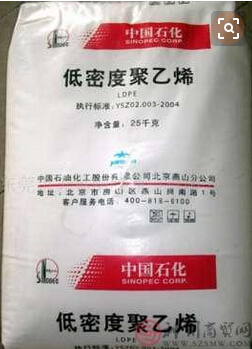 中国石化
SINOPEC CORP.
低密度聚乙烯
LDPE
执行标准:YSZ02.003-2004
净含量:25千克
中国石油化工股份有限公司北京燕山分公司
地址:北京市房山区燕山岗南路1号
客户服务电话:400-818-6100
中国石化
SINOPEC CORP.
SINOPEC
低密度聚乙烯
LDPE